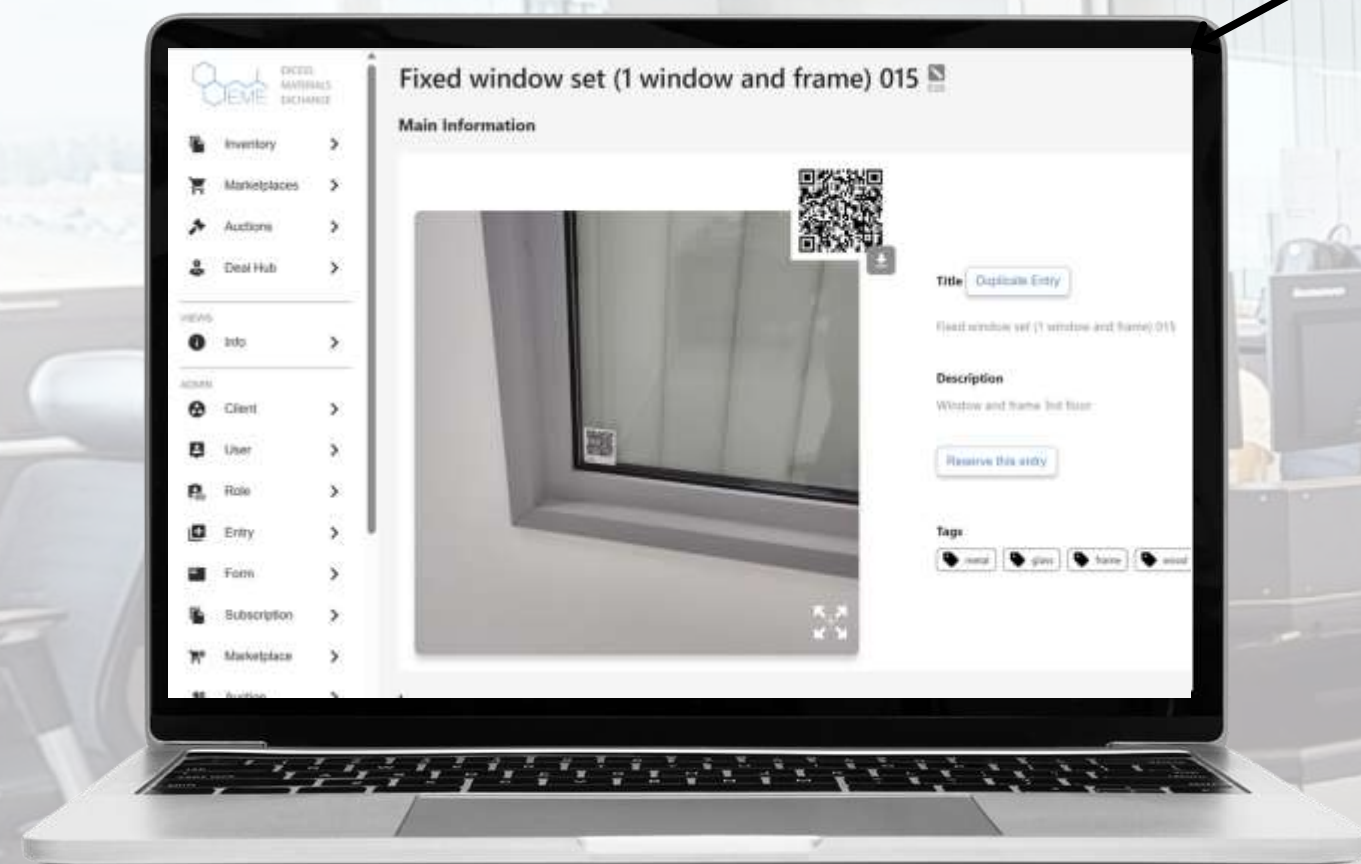 EXCESS
MATERIALS
EXCHANGE
EME
Inventory
Marketplaces
Auctions
Deal Hub
VIEWS
Info
ADMIN
Client
User
Role
Entry
Form
Subscription
Marketplace
Auction
Fixed window set (1 window and frame) 015
Main Information
Title Duplicate Entry
Fixed window set (1 window and frame) 015
Description
Window and frame 3rd floor
Reserve this entry
Tags
metal glass frame wood